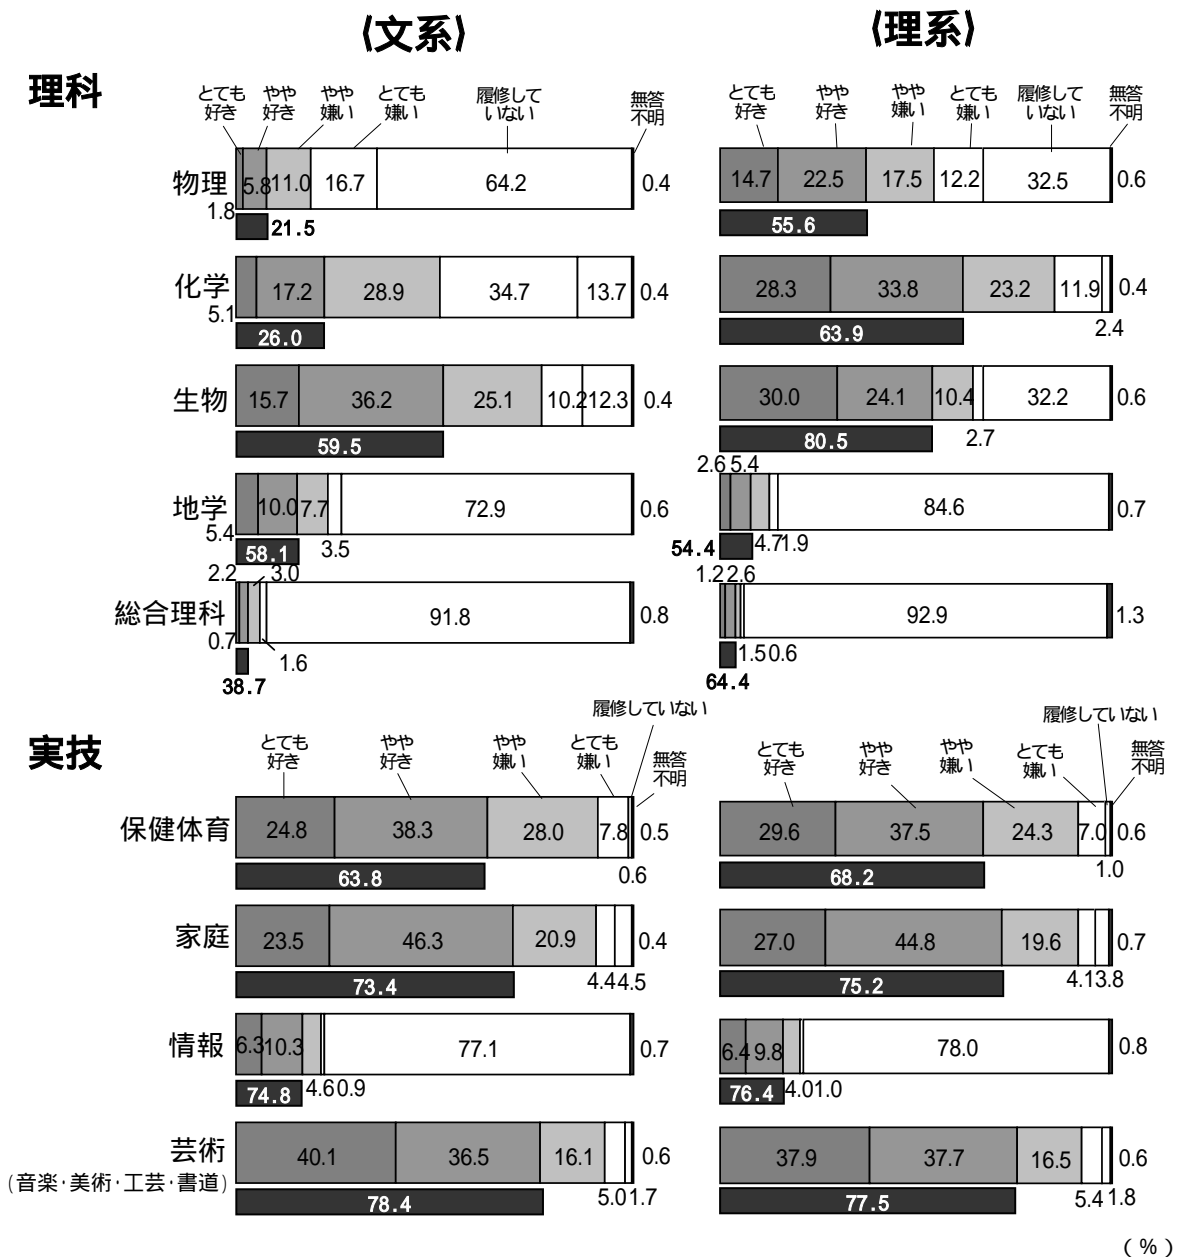 ⟨文系⟩
⟨理系⟩
理科
とても
好き
やや
好き
やや
嫌い
とても
嫌い
履修して
いない
無答
不明
とても
好き
やや
好き
やや
嫌い
とても
嫌い
履修して
いない
無答
不明
物理
1.8 5.8 11.0 16.7 64.2 0.4
21.5
14.7 22.5 17.5 12.2 32.5 0.6
55.6
化学
5.1 17.2 28.9 34.7 13.7 0.4
26.0
28.3 33.8 23.2 11.9 2.4 0.4
63.9
生物
15.7 36.2 25.1 10.2 12.3 0.4
59.5
30.0 24.1 10.4 2.7 32.2 0.6
80.5
地学
5.4 10.0 7.7 3.5 72.9 0.6
58.1
2.6 5.4 4.7 1.9 84.6 0.7
54.4
総合理科
0.7 2.2 3.0 1.6 91.8 0.8
38.7
1.2 2.6 1.5 0.6 92.9 1.3
64.4
実技
とても
好き
やや
好き
やや
嫌い
とても
嫌い
履修していない
無答
不明
とても
好き
やや
好き
やや
嫌い
とても
嫌い
履修していない
無答
不明
保健体育
24.8 38.3 28.0 7.8 0.6 0.5
63.8
29.6 37.5 24.3 7.0 1.0 0.6
68.2
家庭
23.5 46.3 20.9 4.4 4.5 0.4
73.4
27.0 44.8 19.6 4.1 3.8 0.7
75.2
情報
6.3 10.3 4.6 0.9 77.1 0.7
74.8
6.4 9.8 4.0 1.0 78.0 0.8
76.4
芸術
(音楽・美術・工芸・書道)
40.1 36.5 16.1 5.0 1.7 0.6
78.4
37.9 37.7 16.5 5.4 1.8 0.6
77.5
(%)